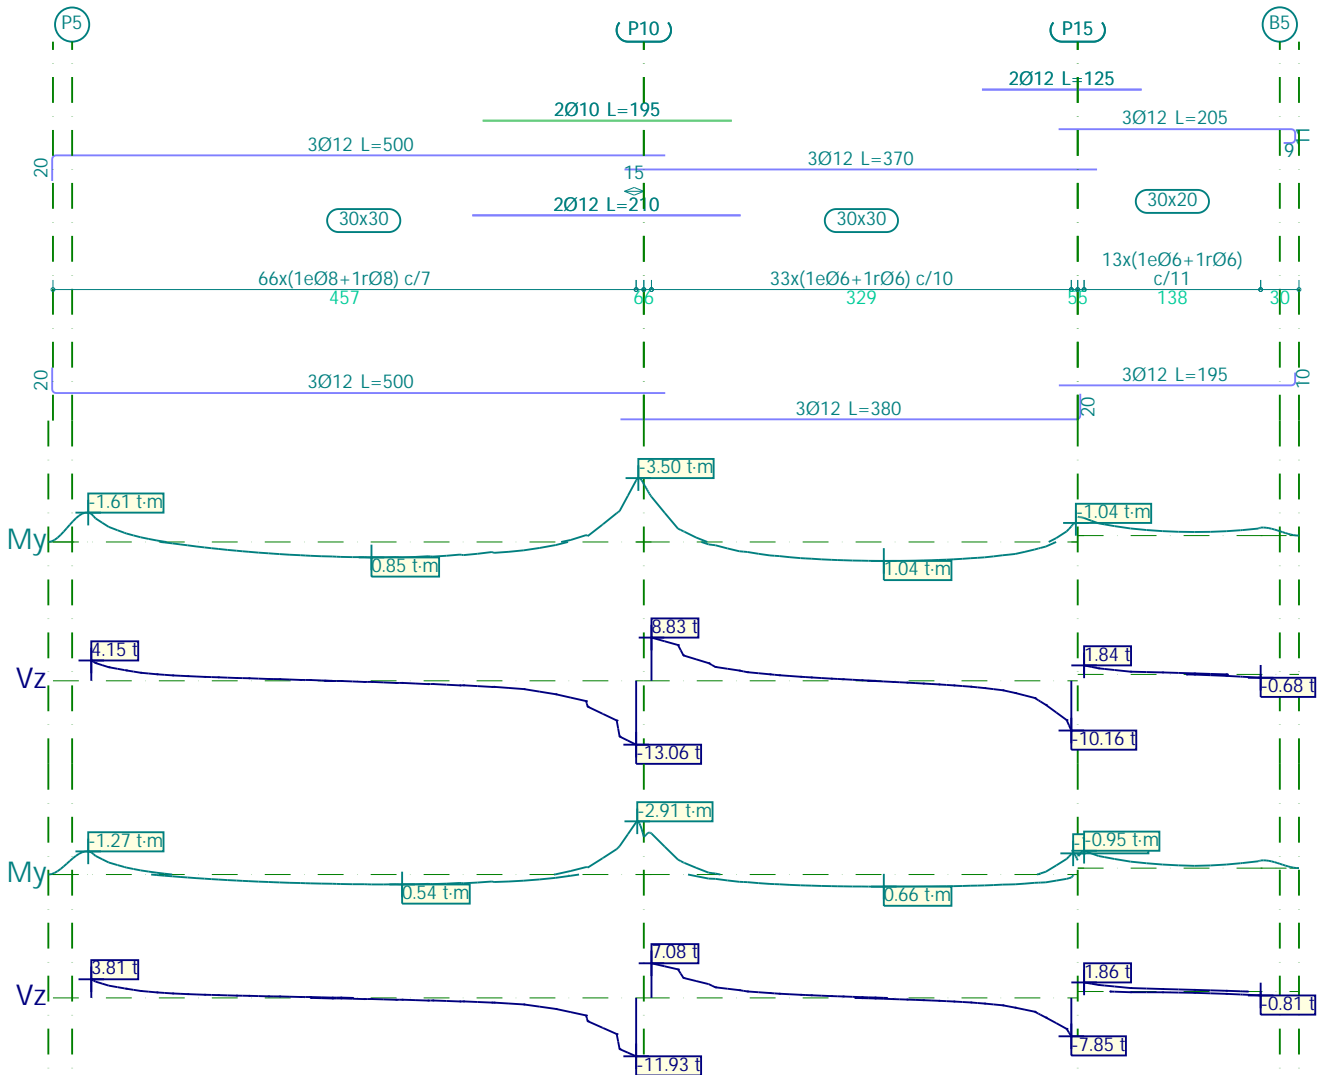 P5 P10 P15 B5
2Ø12 L=125
2Ø10 L=195
3Ø12 L=205
11
9
3Ø12 L=500
20
3Ø12 L=370
15
2Ø12 L=210
30x30 30x30 30x20
66x(1eØ8+1rØ8) c/7 33x(1eØ6+1rØ6) c/10 13x(1eØ6+1rØ6)
c/11
457 66 329 55 138 30
20 3Ø12 L=500 3Ø12 L=195 10
3Ø12 L=380 20
-3.50 t·m
-1.61 t·m -1.04 t·m
My
0.85 t·m 1.04 t·m
4.15 t 8.83 t 1.84 t
Vz
-0.68 t
-13.06 t -10.16 t
-2.91 t·m
-1.27 t·m -0.95 t·m
My
0.54 t·m 0.66 t·m
3.81 t 7.08 t 1.86 t
Vz
-0.81 t
-11.93 t -7.85 t